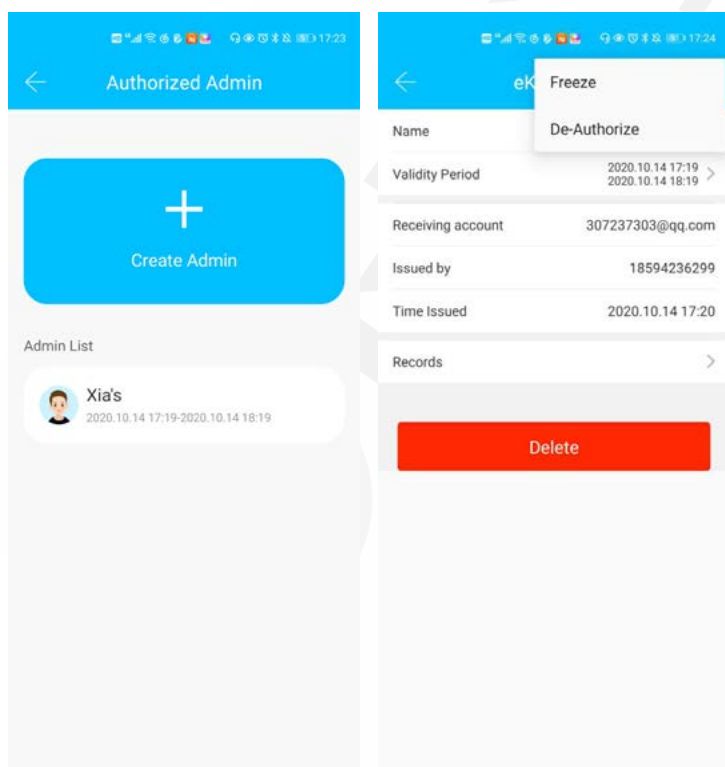 17:23
Authorized Admin
Create Admin
Admin List
Xia's
2020.10.14 17:19-2020.10.14 18:19
17:24
eK
Freeze
De-Authorize
Name
Validity Period
2020.10.14 17:19
2020.10.14 18:19
Receiving account
307237303@qq.com
Issued by
18594236299
Time Issued
2020.10.14 17:20
Records
Delete